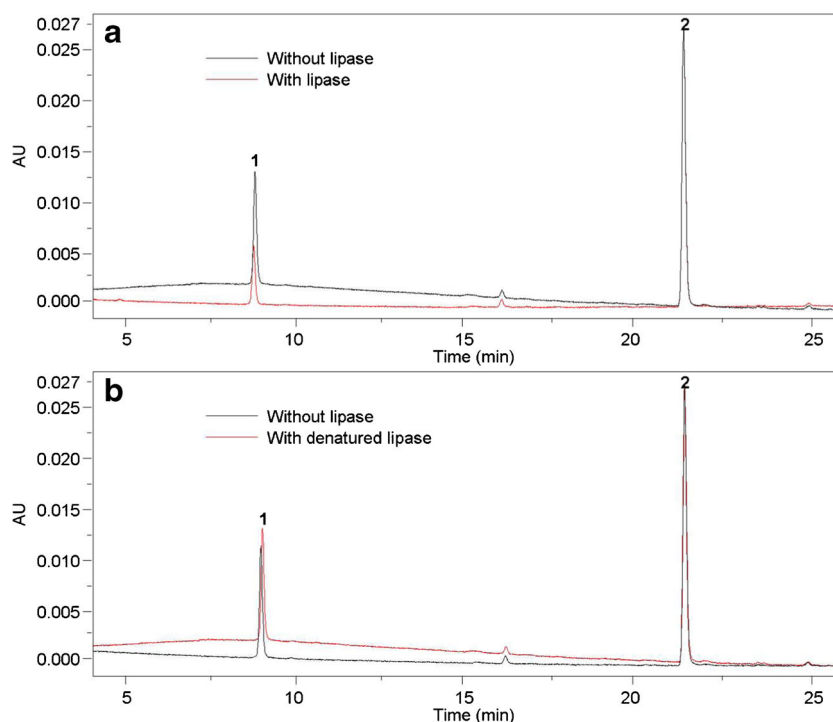 a
Without lipase
With lipase
1
2
0.027
0.025
0.020
0.015
0.010
0.005
0.000
AU
5 10 15 20 25
Time (min)
b
Without lipase
With denatured lipase
1
2
0.027
0.025
0.020
0.015
0.010
0.005
0.000
AU
5 10 15 20 25
Time (min)